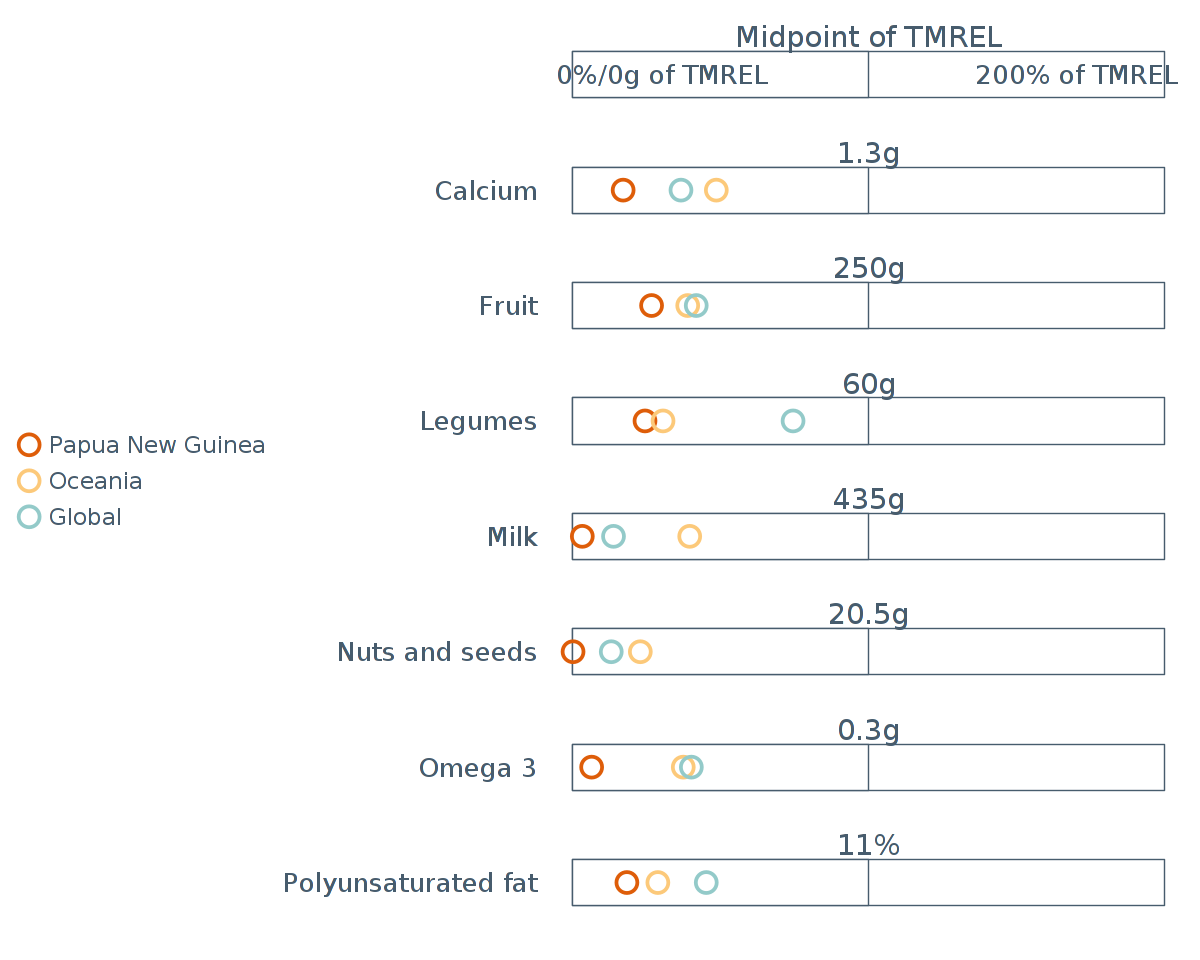 Midpoint of TMREL
0%/0g of TMREL
200% of TMREL
1.3g
Calcium
250g
Fruit
60g
Legumes
Papua New Guinea
Oceania
Global
435g
Milk
20.5g
Nuts and seeds
0.3g
Omega 3
11%
Polyunsaturated fat